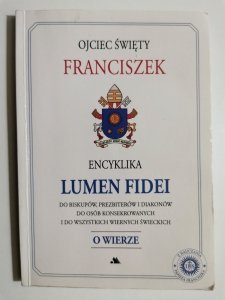 OJCIEC ŚWIĘTY
FRANCISZEK
ENCYKLIKA
LUMEN FIDEI
DO BISKUPÓW, PREZBITERÓW I DIAKONÓW
DO OSÓB KONSEKROWANYCH
I DO WSZYSTKICH WIERNYCH ŚWIECKICH
O WIERZE